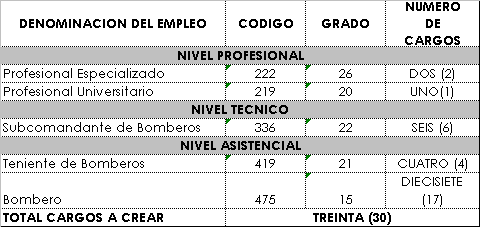 DENOMINACION DEL EMPLEO CODIGO GRADO NUMERO DE CARGOS
NIVEL PROFESIONAL
Profesional Especializado 222 26 DOS (2)
Profesional Universitario 219 20 UNO(1)
NIVEL TECNICO
Subcomandante de Bomberos 336 22 SEIS (6)
NIVEL ASISTENCIAL
Teniente de Bomberos 419 21 CUATRO (4)
Bombero 475 15 DIECISIETE (17)
TOTAL CARGOS A CREAR TREINTA (30)